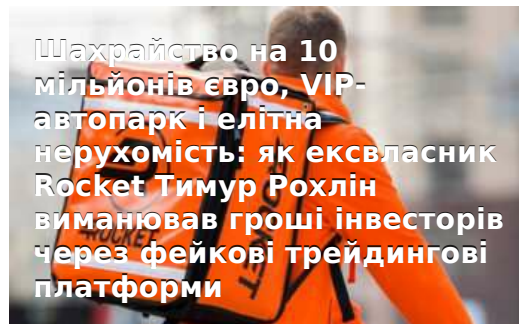 Шахрайство на 10
мільйонів євро, VIP-
автопарк і елітна
нерухомість: як ексвласник
Rocket Тимур Рохлін
виманював гроші інвесторів
через фейкові трейдингові
платформи
ROCKET